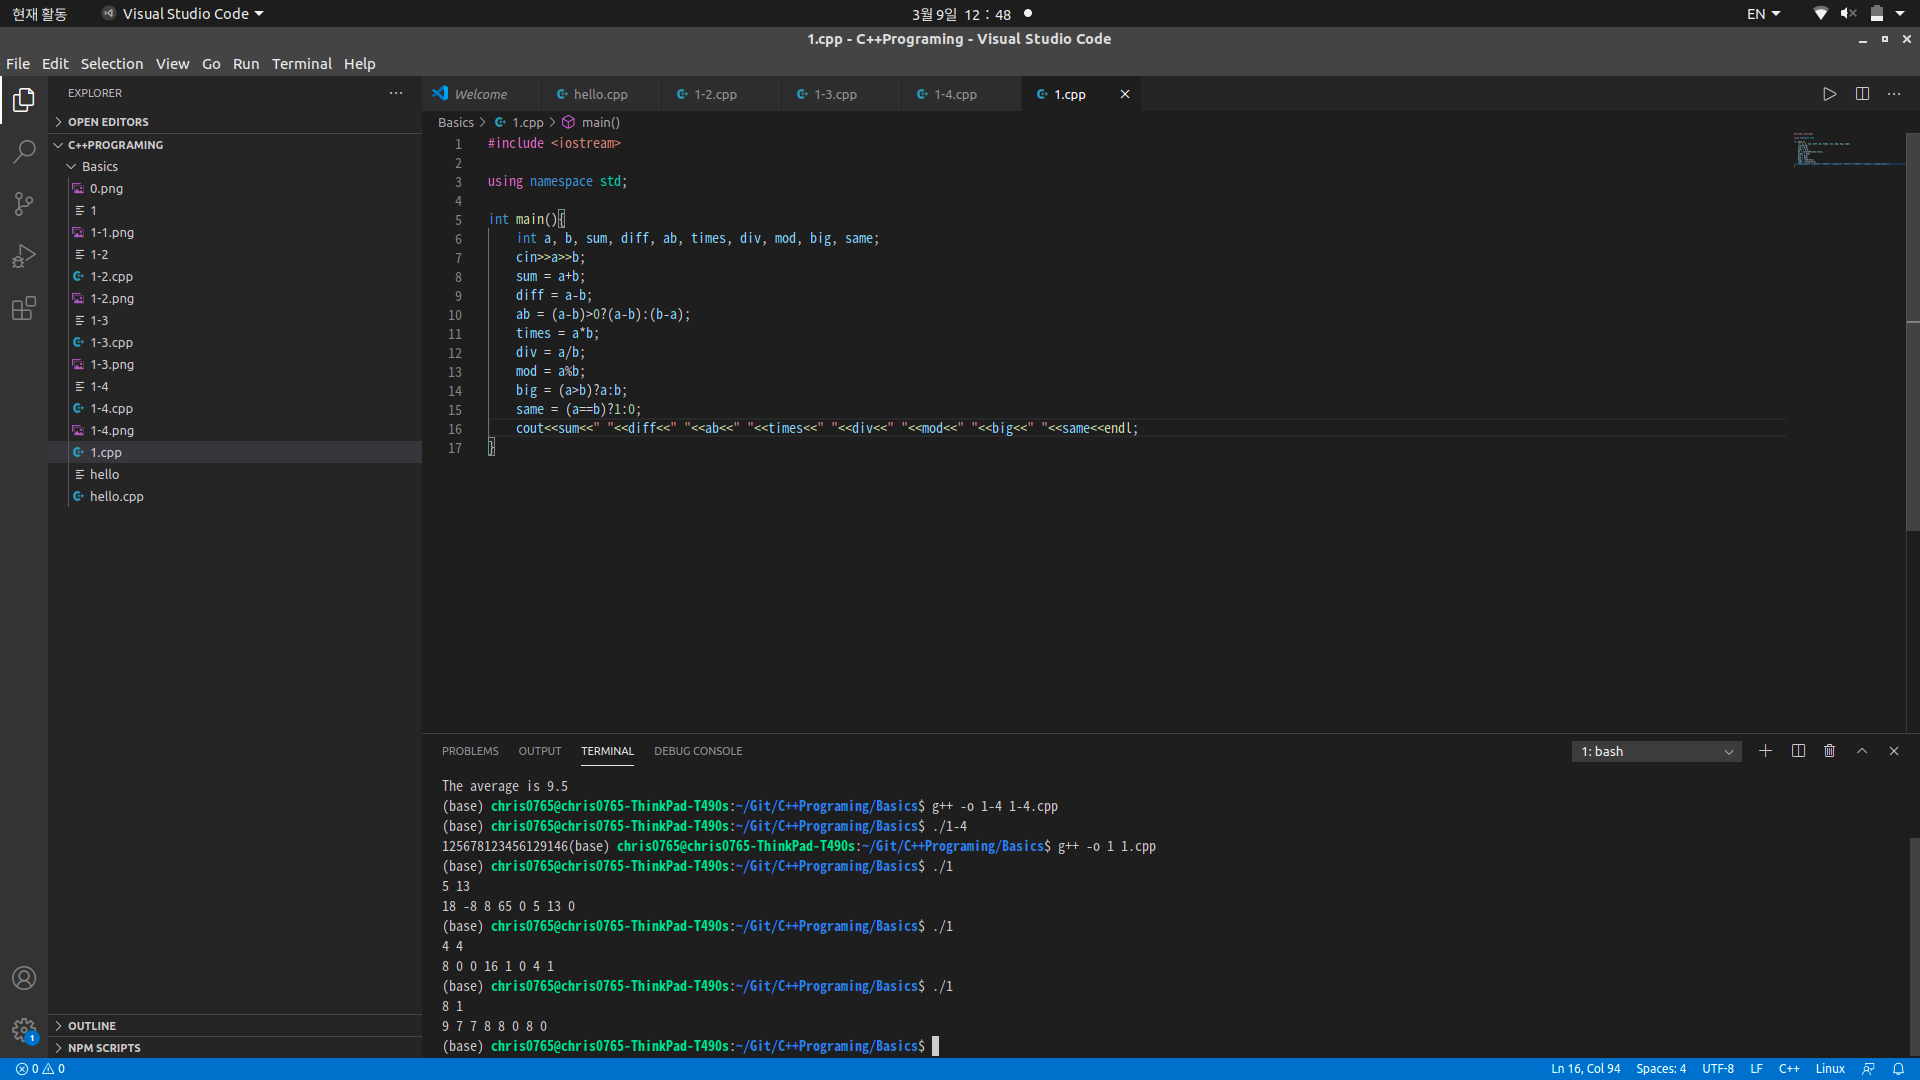 현재 활동 Visual Studio Code 3월 9일 12 : 48 EN
1.cpp - C++Programing - Visual Studio Code
File Edit Selection View Go Run Terminal Help
EXPLORER
OPEN EDITORS
C++PROGRAMING
Basics
0.png
1
1-1.png
1-2
1-2.cpp
1-2.png
1-3
1-3.cpp
1-3.png
1-4
1-4.cpp
1-4.png
1.cpp
hello
hello.cpp
OUTLINE
NPM SCRIPTS
Welcome hello.cpp 1-2.cpp 1-3.cpp 1-4.cpp 1.cpp
Basics > 1.cpp > main()
1 #include <iostream>
2
3 using namespace std;
4
5 int main(){
6 int a, b, sum, diff, ab, times, div, mod, big, same;
7 cin>>a>>b;
8 sum = a+b;
9 diff = a-b;
10 ab = (a-b)>0?(a-b):(b-a);
11 times = a*b;
12 div = a/b;
13 mod = a%b;
14 big = (a>b)?a:b;
15 same = (a==b)?1:0;
16 cout<<sum<<" "<<diff<<" "<<ab<<" "<<times<<" "<<div<<" "<<mod<<" "<<big<<" "<<same<<endl;
17 }
PROBLEMS OUTPUT TERMINAL DEBUG CONSOLE 1: bash
The average is 9.5
(base) chris0765@chris0765-ThinkPad-T490s:~/Git/C++Programing/Basics$ g++ -o 1-4 1-4.cpp
(base) chris0765@chris0765-ThinkPad-T490s:~/Git/C++Programing/Basics$ ./1-4
125678123456129146(base) chris0765@chris0765-ThinkPad-T490s:~/Git/C++Programing/Basics$ g++ -o 1 1.cpp
(base) chris0765@chris0765-ThinkPad-T490s:~/Git/C++Programing/Basics$ ./1
5 13
18 -8 8 65 0 5 13 0
(base) chris0765@chris0765-ThinkPad-T490s:~/Git/C++Programing/Basics$ ./1
4 4
8 0 0 16 1 0 4 1
(base) chris0765@chris0765-ThinkPad-T490s:~/Git/C++Programing/Basics$ ./1
8 1
9 7 7 8 8 0 8 0
(base) chris0765@chris0765-ThinkPad-T490s:~/Git/C++Programing/Basics$
1
0 0 Ln 16, Col 94 Spaces: 4 UTF-8 LF C++ Linux